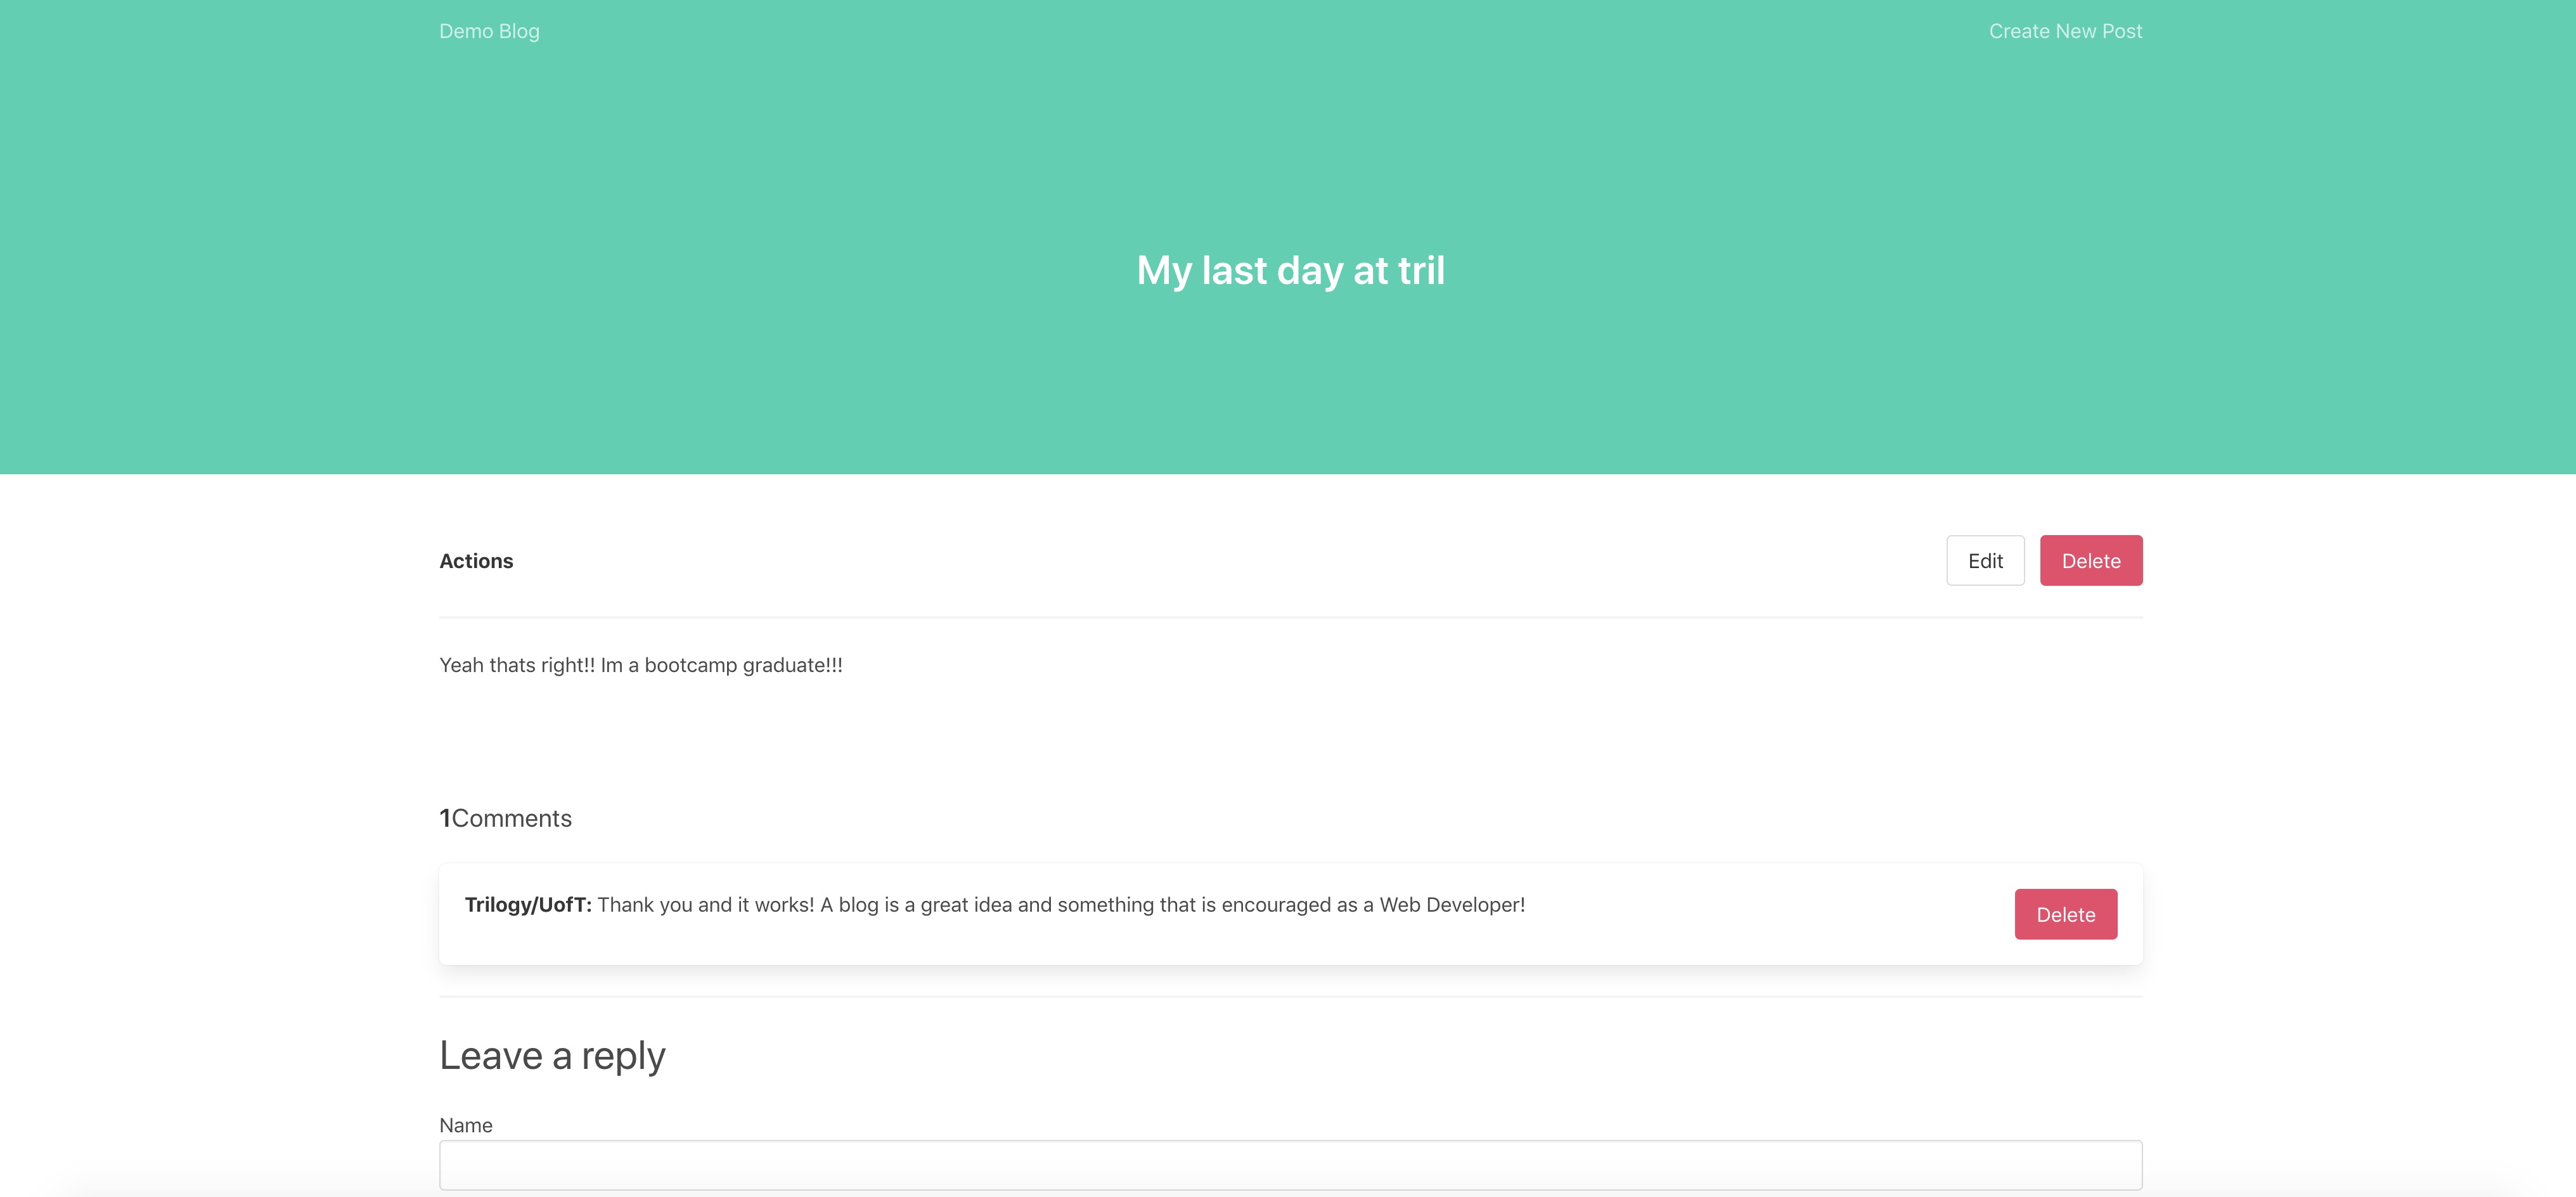 Demo Blog
Create New Post
My last day at tril
Actions
Edit
Delete
Yeah thats right!! Im a bootcamp graduate!!!
1Comments
Trilogy/UofT: Thank you and it works! A blog is a great idea and something that is encouraged as a Web Developer!
Delete
Leave a reply
Name